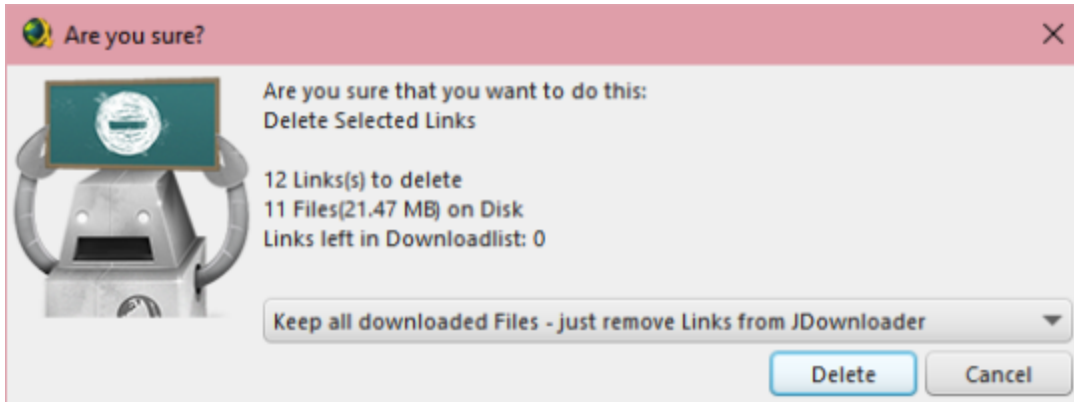 Are you sure?
Are you sure that you want to do this:
Delete Selected Links
12 Links(s) to delete
11 Files(21.47 MB) on Disk
Links left in Downloadlist: 0
Keep all downloaded Files - just remove Links from JDownloader
Delete
Cancel